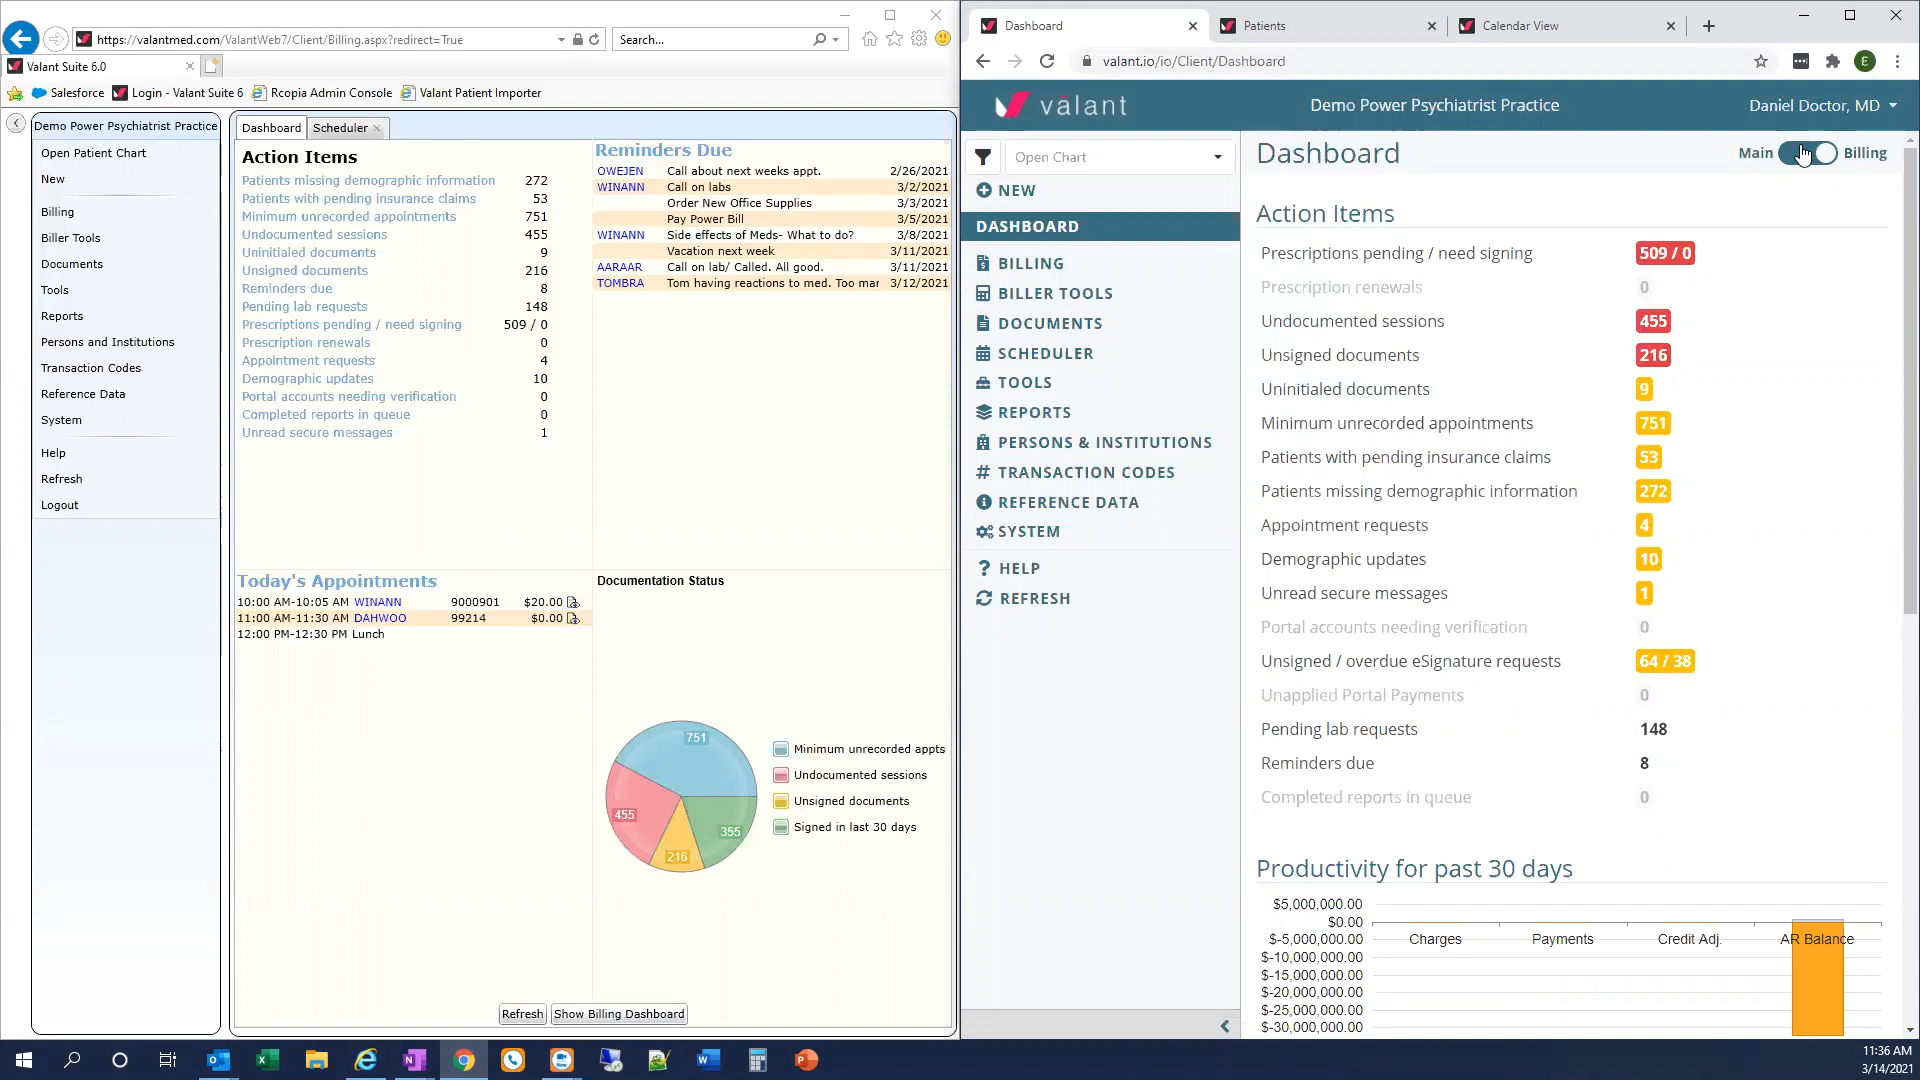 https://valantmed.com/ValantWeb7/Client/Billing.aspx?redirect=True
Search...
Valant Suite 6.0
Salesforce
Login - Valant Suite 6
Rcopia Admin Console
Valant Patient Importer
Demo Power Psychiatrist Practice
Open Patient Chart
New
Billing
Biller Tools
Documents
Tools
Reports
Persons and Institutions
Transaction Codes
Reference Data
System
Help
Refresh
Logout
Dashboard
Scheduler
Action Items
Patients missing demographic information 272
Patients with pending insurance claims 53
Minimum unrecorded appointments 751
Undocumented sessions 455
Uninitialed documents 9
Unsigned documents 216
Reminders due 8
Pending lab requests 148
Prescriptions pending / need signing 509 / 0
Prescription renewals 0
Appointment requests 4
Demographic updates 10
Portal accounts needing verification 0
Completed reports in queue 0
Unread secure messages 1
Reminders Due
OWEJEN Call about next weeks appt. 2/26/2021
WINANN Call on labs 3/2/2021
Order New Office Supplies 3/3/2021
Pay Power Bill 3/5/2021
WINANN Side effects of Meds- What to do? 3/8/2021
Vacation next week 3/11/2021
AARAAR Call on lab/ Called. All good. 3/11/2021
TOMBRA Tom having reactions to med. Too mar 3/12/2021
Today's Appointments
10:00 AM-10:05 AM WINANN 9000901 $20.00
11:00 AM-11:30 AM DAHWOO 99214 $0.00
12:00 PM-12:30 PM Lunch
Documentation Status
751
455
355
216
Minimum unrecorded appts
Undocumented sessions
Unsigned documents
Signed in last 30 days
Refresh
Show Billing Dashboard
Dashboard
Patients
Calendar View
valant.io/io/Client/Dashboard
E
valant
Demo Power Psychiatrist Practice
Daniel Doctor, MD
Open Chart
NEW
DASHBOARD
BILLING
BILLER TOOLS
DOCUMENTS
SCHEDULER
TOOLS
REPORTS
PERSONS & INSTITUTIONS
TRANSACTION CODES
REFERENCE DATA
SYSTEM
HELP
REFRESH
Dashboard
Main
Billing
Action Items
Prescriptions pending / need signing 509 / 0
Prescription renewals 0
Undocumented sessions 455
Unsigned documents 216
Uninitialed documents 9
Minimum unrecorded appointments 751
Patients with pending insurance claims 53
Patients missing demographic information 272
Appointment requests 4
Demographic updates 10
Unread secure messages 1
Portal accounts needing verification 0
Unsigned / overdue eSignature requests 64 / 38
Unapplied Portal Payments 0
Pending lab requests 148
Reminders due 8
Completed reports in queue 0
Productivity for past 30 days
$5,000,000.00
$0.00
$-5,000,000.00
$-10,000,000.00
$-15,000,000.00
$-20,000,000.00
$-25,000,000.00
$-30,000,000.00
Charges
Payments
Credit Adj.
AR Balance
11:36 AM
3/14/2021